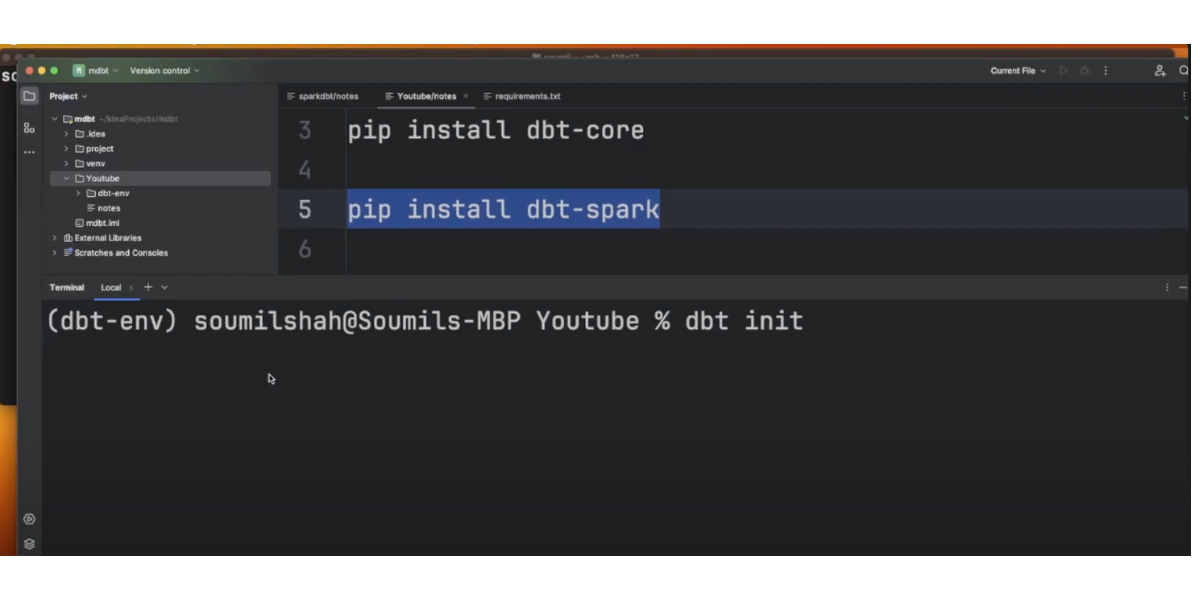 mdbt Version control
Current File
Project
sparkdbt/notes Youtube/notes requirements.txt
mdbt ~/IdeaProjects/mdbt
.idea
project
venv
Youtube
dbt-env
notes
mdbt.iml
External Libraries
Scratches and Consoles
3 pip install dbt-core
4
5 pip install dbt-spark
6
Terminal Local
(dbt-env) soumilshah@Soumils-MBP Youtube % dbt init